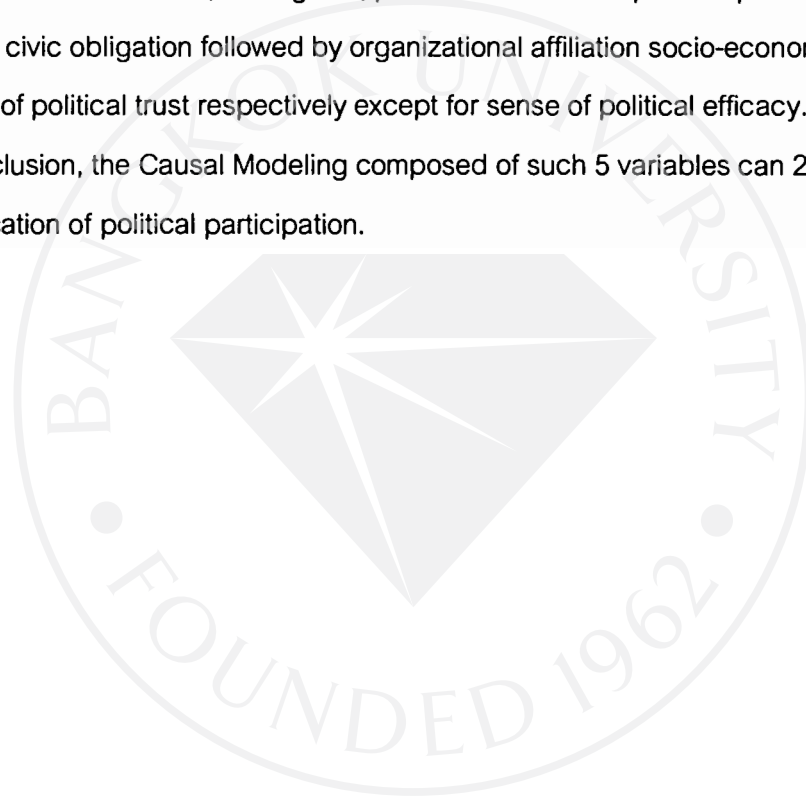 civic obligation followed by organizational affiliation socio-econor
of political trust respectively except for sense of political efficacy.
clusion, the Causal Modeling composed of such 5 variables can 2
ation of political participation.
BANGKOK UNIVERSITY
• FOUNDED 1962 •